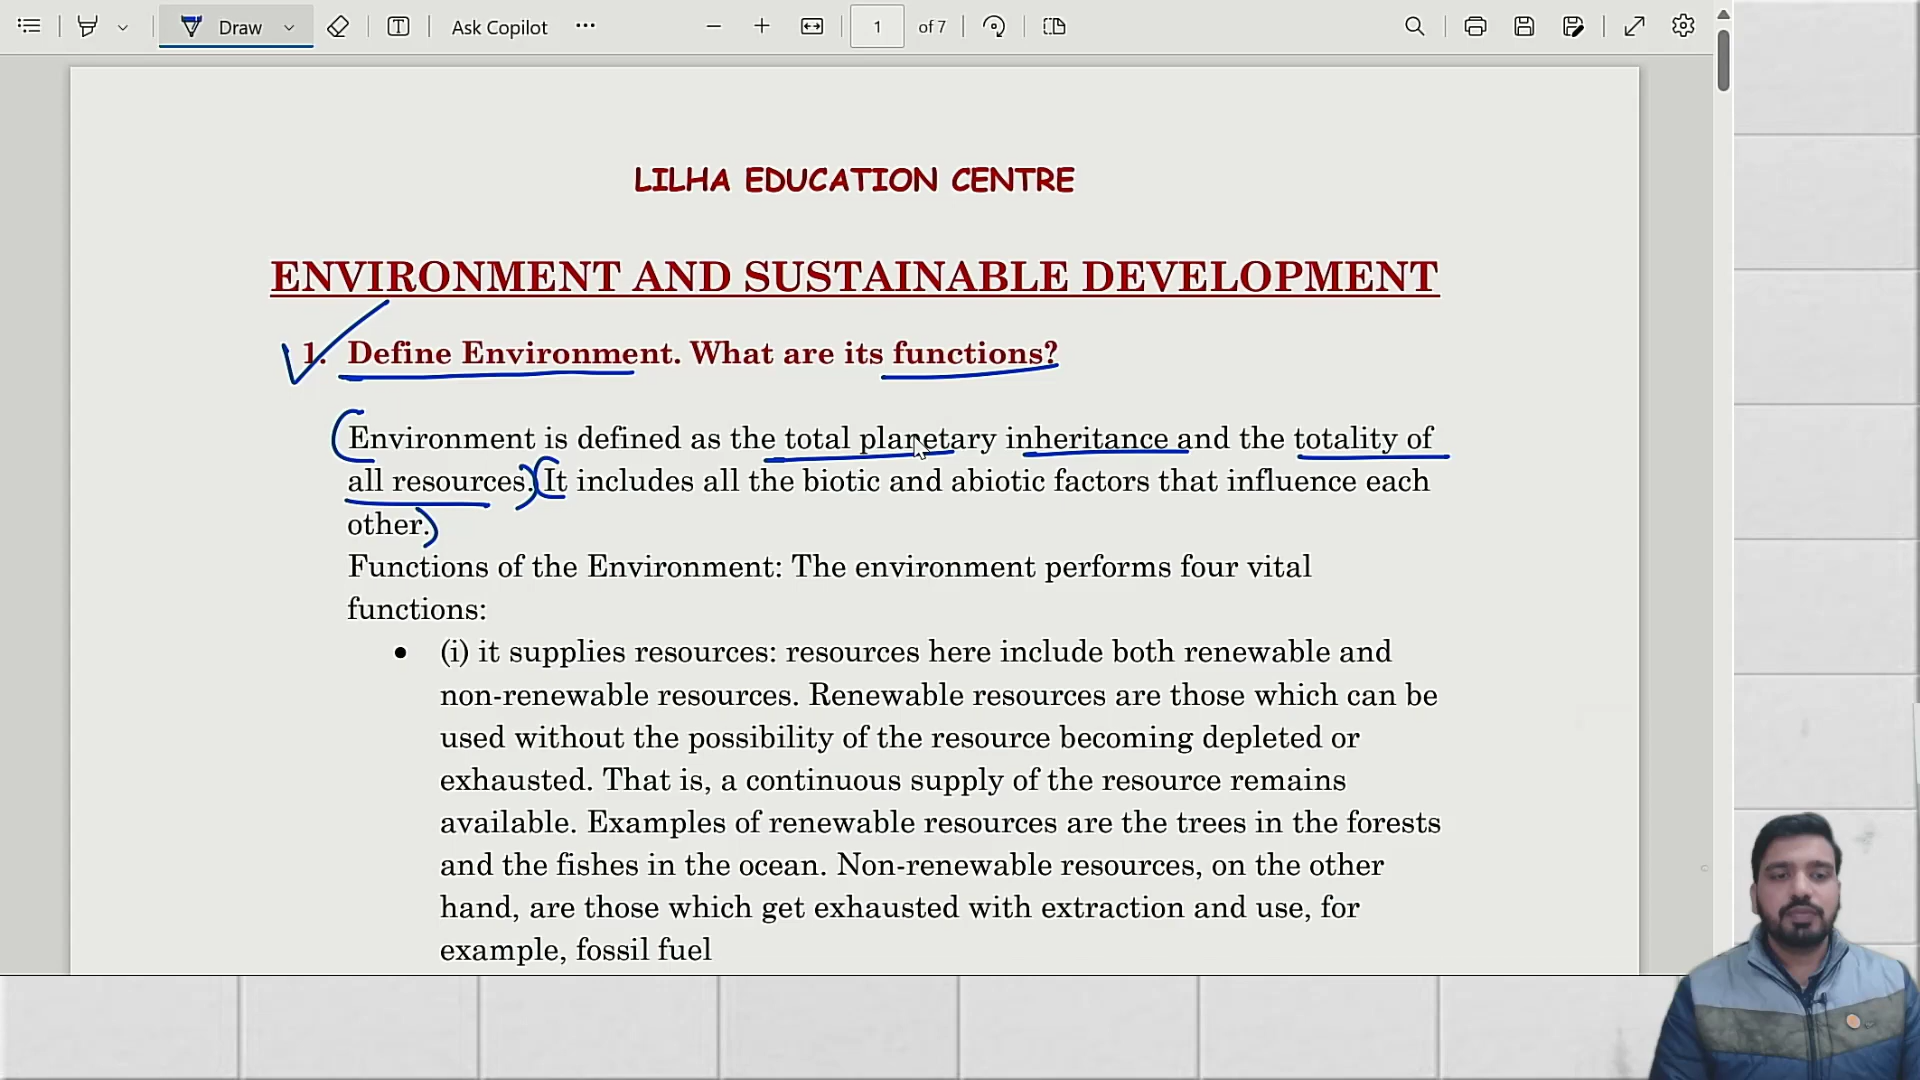 Draw
Ask Copilot
1 of 7
LILHA EDUCATION CENTRE
ENVIRONMENT AND SUSTAINABLE DEVELOPMENT
1. Define Environment. What are its functions?
Environment is defined as the total planetary inheritance and the totality of
all resources. It includes all the biotic and abiotic factors that influence each
other.
Functions of the Environment: The environment performs four vital
functions:
• (i) it supplies resources: resources here include both renewable and
non-renewable resources. Renewable resources are those which can be
used without the possibility of the resource becoming depleted or
exhausted. That is, a continuous supply of the resource remains
available. Examples of renewable resources are the trees in the forests
and the fishes in the ocean. Non-renewable resources, on the other
hand, are those which get exhausted with extraction and use, for
example, fossil fuel